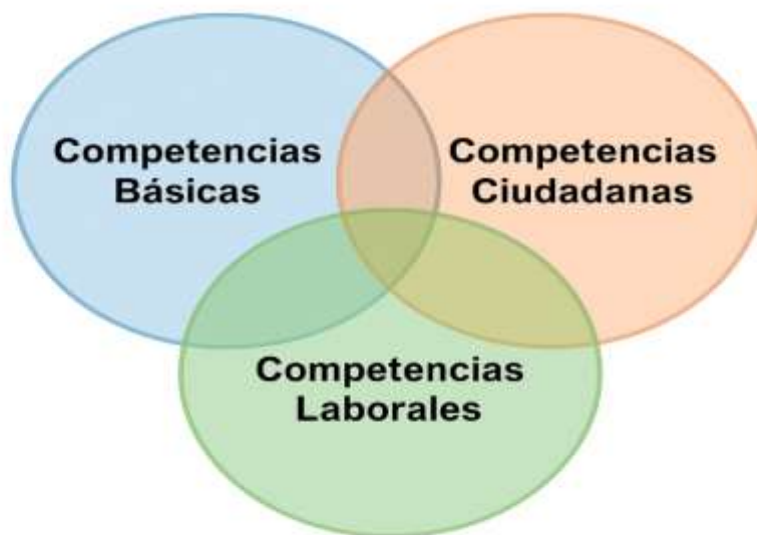 Competencias
Básicas
Competencias
Ciudadanas
Competencias
Laborales